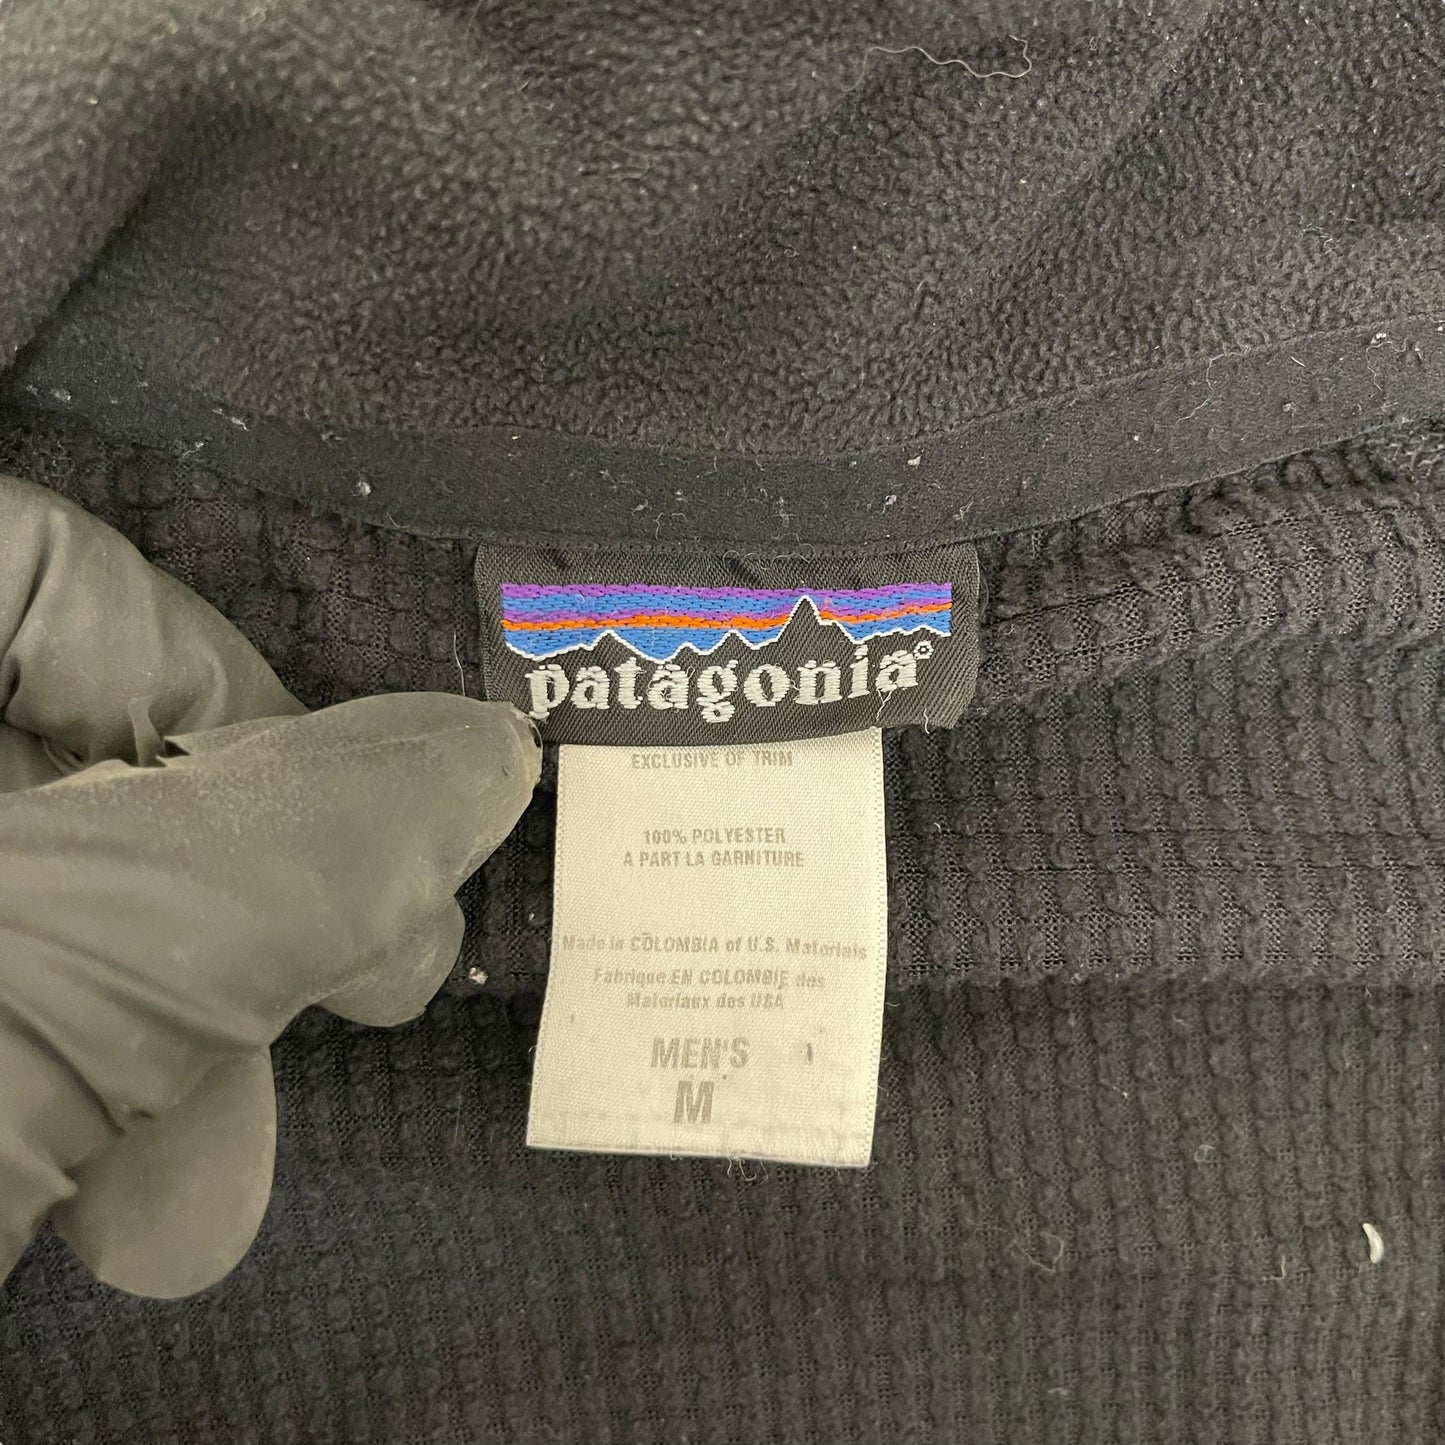 patagonia®
EXCLUSIVE OF TRIM
100% POLYESTER
A PART LA GARNITURE
Made in COLOMBIA of U.S. Materials
Fabrique EN COLOMBIE des
Materiaux des USA
MEN'S
M